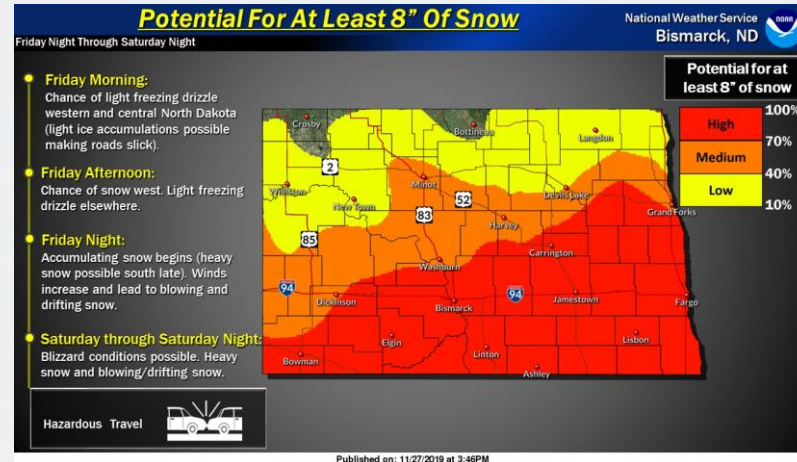 Potential For At Least 8” Of Snow
National Weather Service
Bismarck, ND
NOAA
Friday Night Through Saturday Night
Friday Morning:
Chance of light freezing drizzle
western and central North Dakota
(light ice accumulations possible
making roads slick).
Friday Afternoon:
Chance of snow west. Light freezing
drizzle elsewhere.
Friday Night:
Accumulating snow begins (heavy
snow possible south late). Winds
increase and lead to blowing and
drifting snow.
Saturday through Saturday Night:
Blizzard conditions possible. Heavy
snow and blowing/drifting snow.
Hazardous Travel
Potential for at
least 8” of snow
100%
High
70%
Medium
40%
Low
10%
Crosby
Bottineau
Langdon
2
Williston
Minot
New Town
52
Devils Lake
83
Grand Forks
Harvey
85
Carrington
Washburn
94
94
Dickinson
Bismarck
Jamestown
Fargo
Elgin
Lisbon
Bowman
Linton
Ashley
Published on: 11/27/2019 at 3:46PM